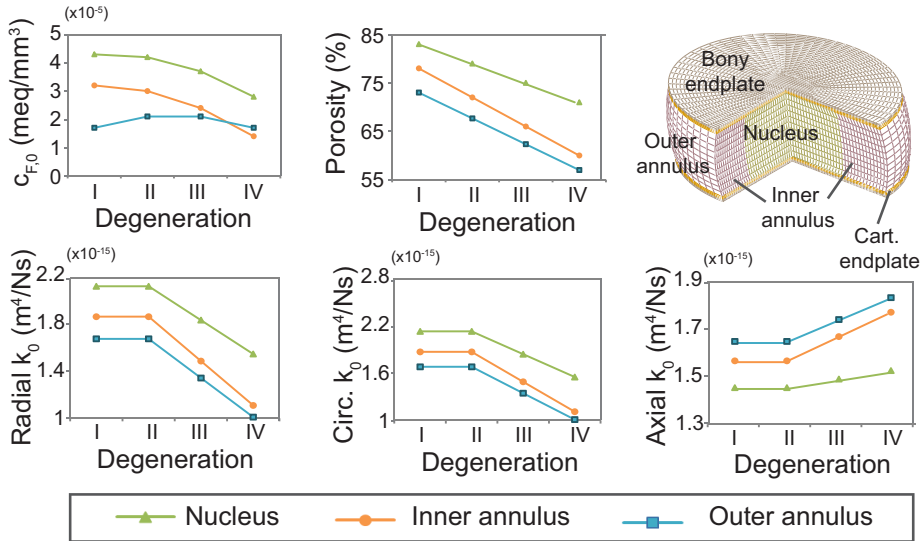 (x10⁻⁵)
c_F,0 (meq/mm³)
5
4
3
2
1
0
I II III IV
Degeneration
Porosity (%)
85
75
65
55
I II III IV
Degeneration
Bony
endplate
Nucleus
Outer
annulus
Inner
annulus
Cart.
endplate
(x10⁻¹⁵)
Radial k₀ (m⁴/Ns)
2.2
1.8
1.4
1
I II III IV
Degeneration
(x10⁻¹⁵)
Circ. k₀ (m⁴/Ns)
2.8
2.2
1.6
1
I II III IV
Degeneration
(x10⁻¹⁵)
Axial k₀ (m⁴/Ns)
1.9
1.7
1.5
1.3
I II III IV
Degeneration
Nucleus Inner annulus Outer annulus